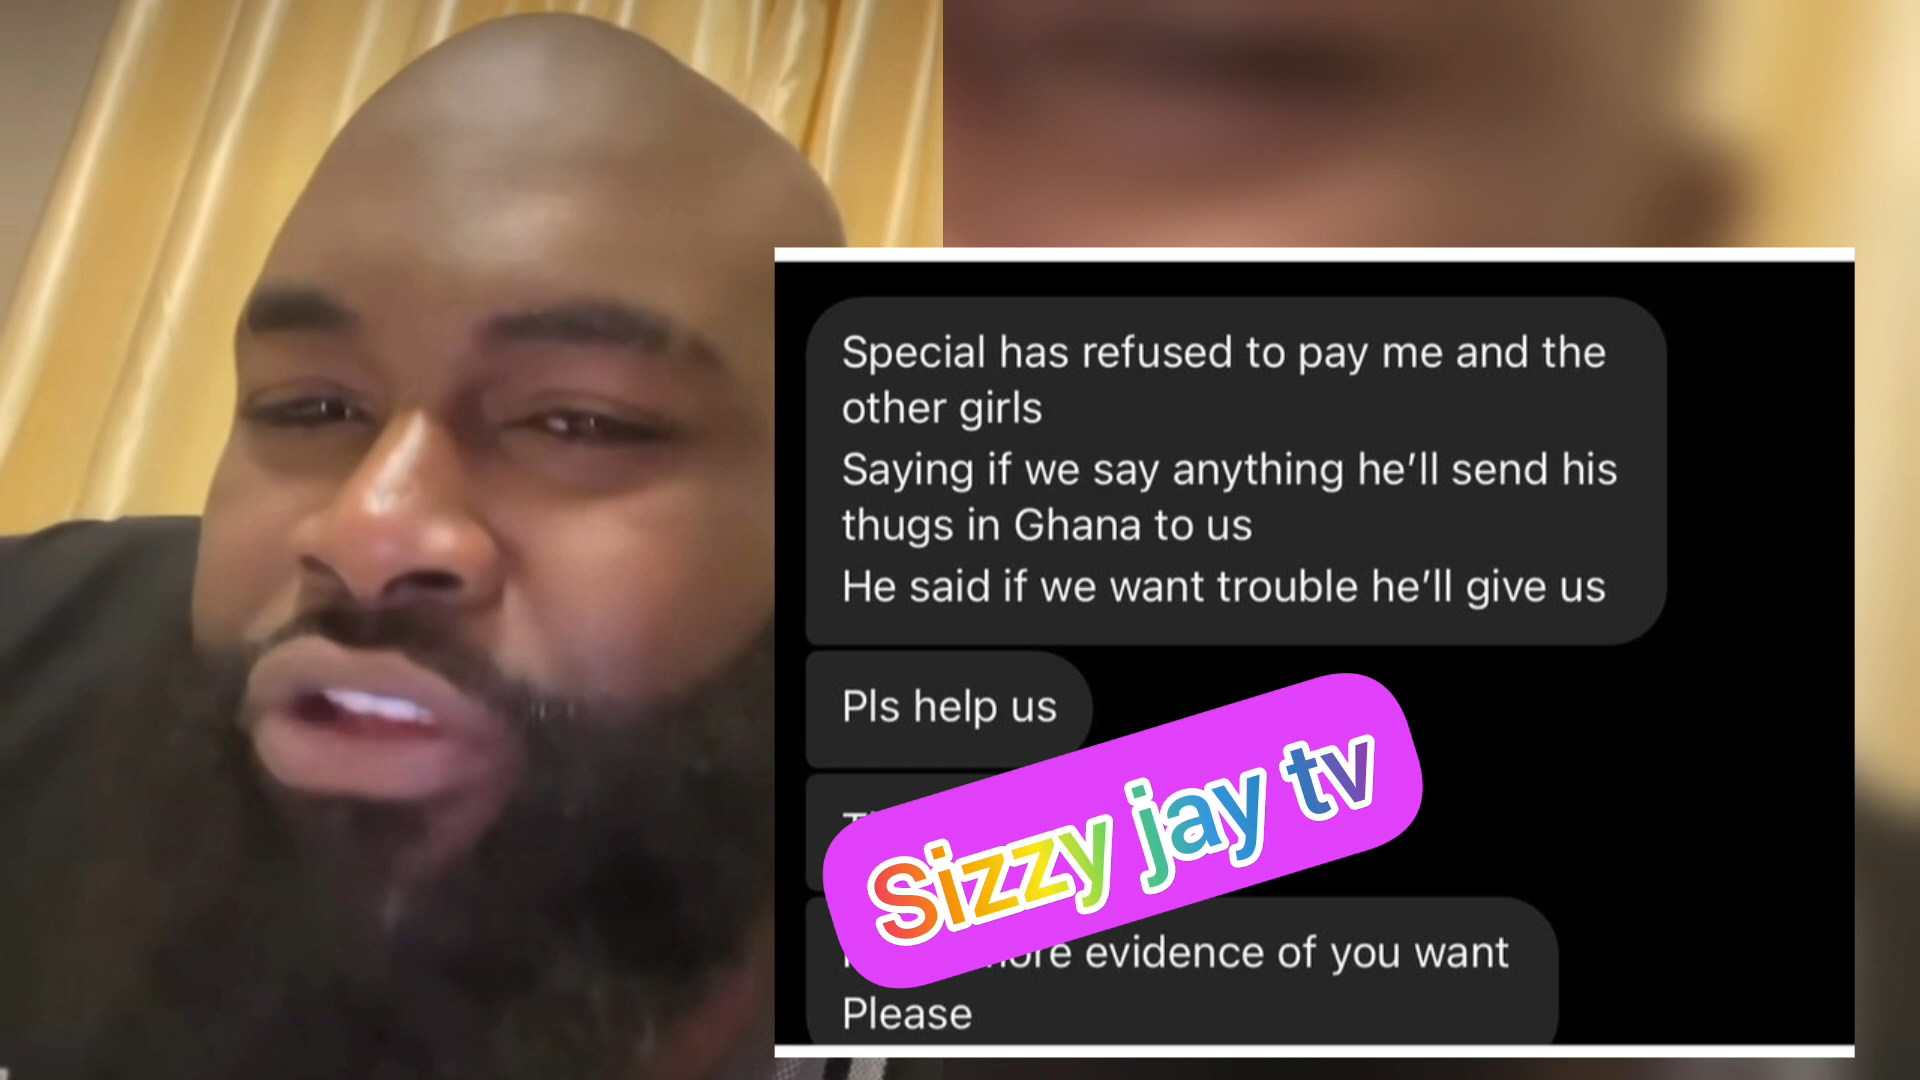 Special has refused to pay me and the
other girls
Saying if we say anything he’ll send his
thugs in Ghana to us
He said if we want trouble he’ll give us
Pls help us
Sizzy jay tv
evidence of you want
Please